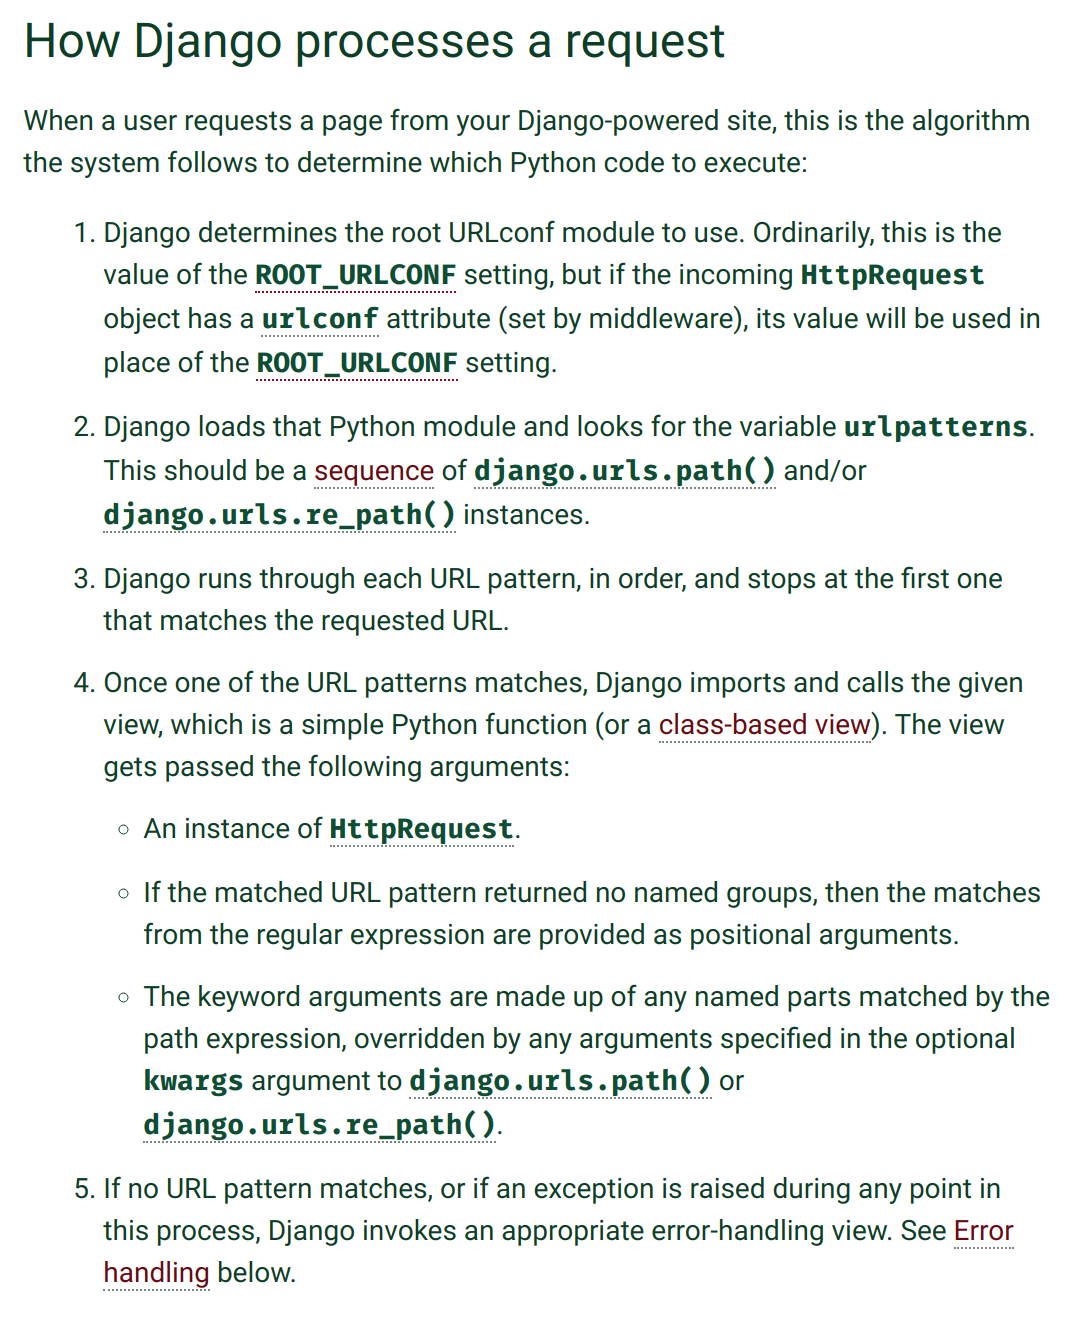 How Django processes a request
When a user requests a page from your Django-powered site, this is the algorithm
the system follows to determine which Python code to execute:
1. Django determines the root URLconf module to use. Ordinarily, this is the
value of the ROOT_URLCONF setting, but if the incoming HttpRequest
object has a urlconf attribute (set by middleware), its value will be used in
place of the ROOT_URLCONF setting.
2. Django loads that Python module and looks for the variable urlpatterns.
This should be a sequence of django.urls.path() and/or
django.urls.re_path() instances.
3. Django runs through each URL pattern, in order, and stops at the first one
that matches the requested URL.
4. Once one of the URL patterns matches, Django imports and calls the given
view, which is a simple Python function (or a class-based view). The view
gets passed the following arguments:
◦ An instance of HttpRequest.
◦ If the matched URL pattern returned no named groups, then the matches
from the regular expression are provided as positional arguments.
◦ The keyword arguments are made up of any named parts matched by the
path expression, overridden by any arguments specified in the optional
kwargs argument to django.urls.path() or
django.urls.re_path().
5. If no URL pattern matches, or if an exception is raised during any point in
this process, Django invokes an appropriate error-handling view. See Error
handling below.